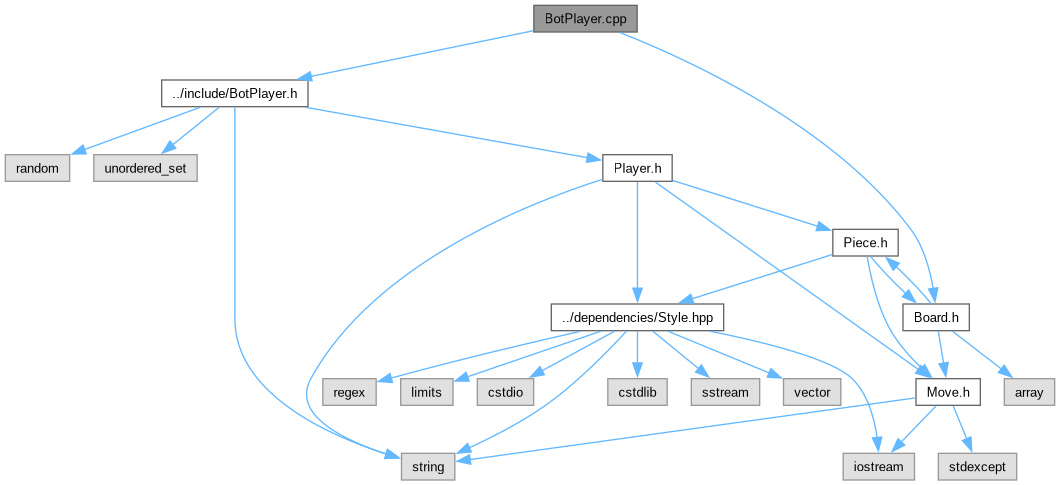 BotPlayer.cpp
../include/BotPlayer.h
random
unordered_set
Player.h
Piece.h
../dependencies/Style.hpp
Board.h
regex
limits
cstdio
cstdlib
sstream
vector
Move.h
array
string
iostream
stdexcept